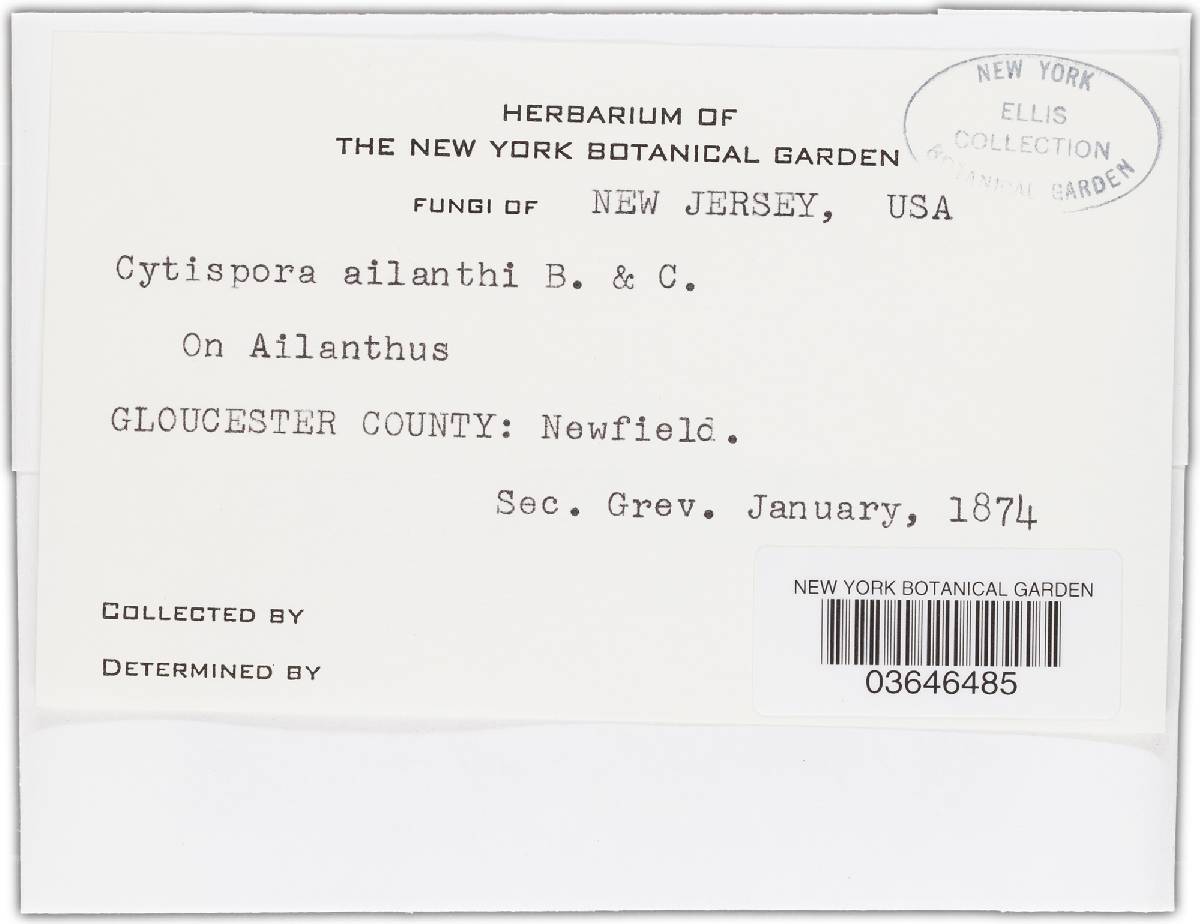 HERBARIUM OF
THE NEW YORK BOTANICAL GARDEN
NEW YORK
ELLIS
COLLECTION
BOTANICAL GARDEN
FUNGI OF NEW JERSEY, USA
Cytispora ailanthi B. & C.
On Ailanthus
GLOUCESTER COUNTY: Newfield.
Sec. Grev. January, 1874
COLLECTED BY
DETERMINED BY
NEW YORK BOTANICAL GARDEN
03646485